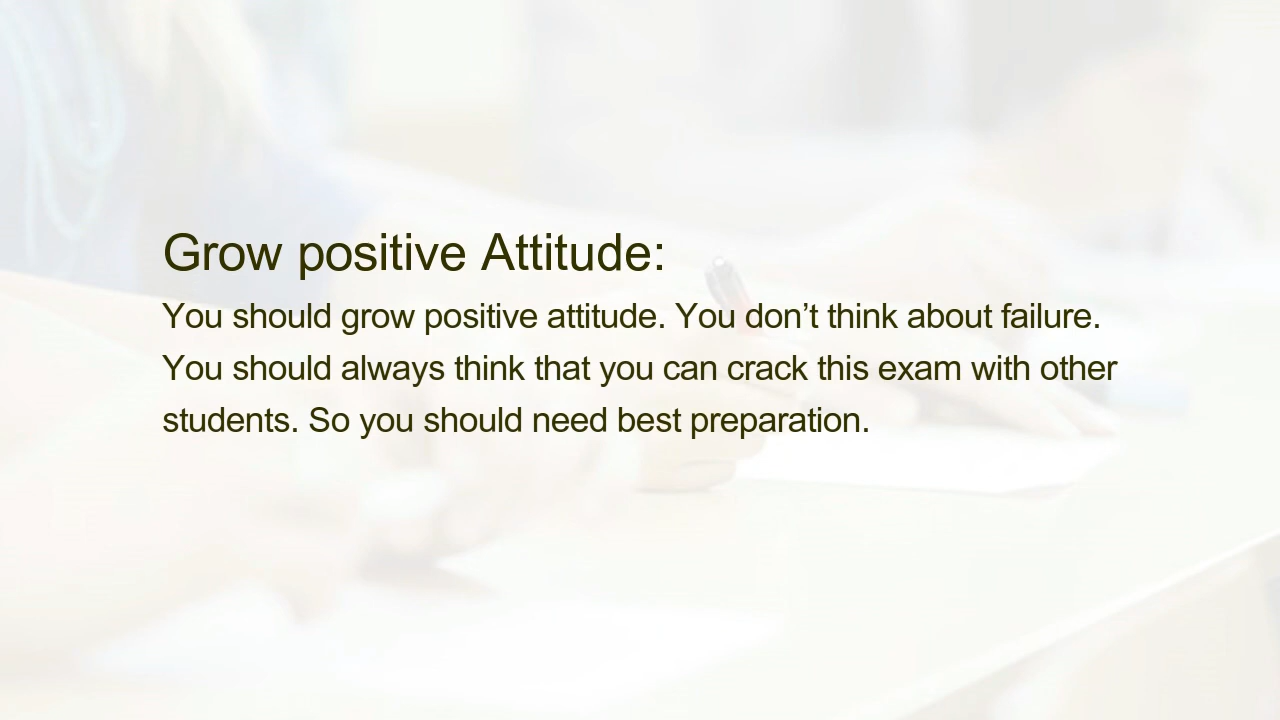 Grow positive Attitude:
You should grow positive attitude. You don’t think about failure.
You should always think that you can crack this exam with other
students. So you should need best preparation.